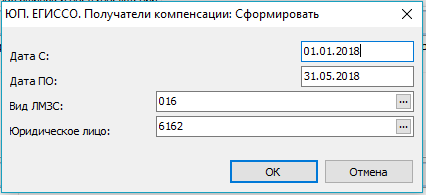 ЮП. ЕГИССО. Получатели компенсации: Сформировать
Дата С: 01.01.2018
Дата ПО: 31.05.2018
Вид ЛМЗС: 016 ...
Юридическое лицо: 6162 ...
OK Отмена